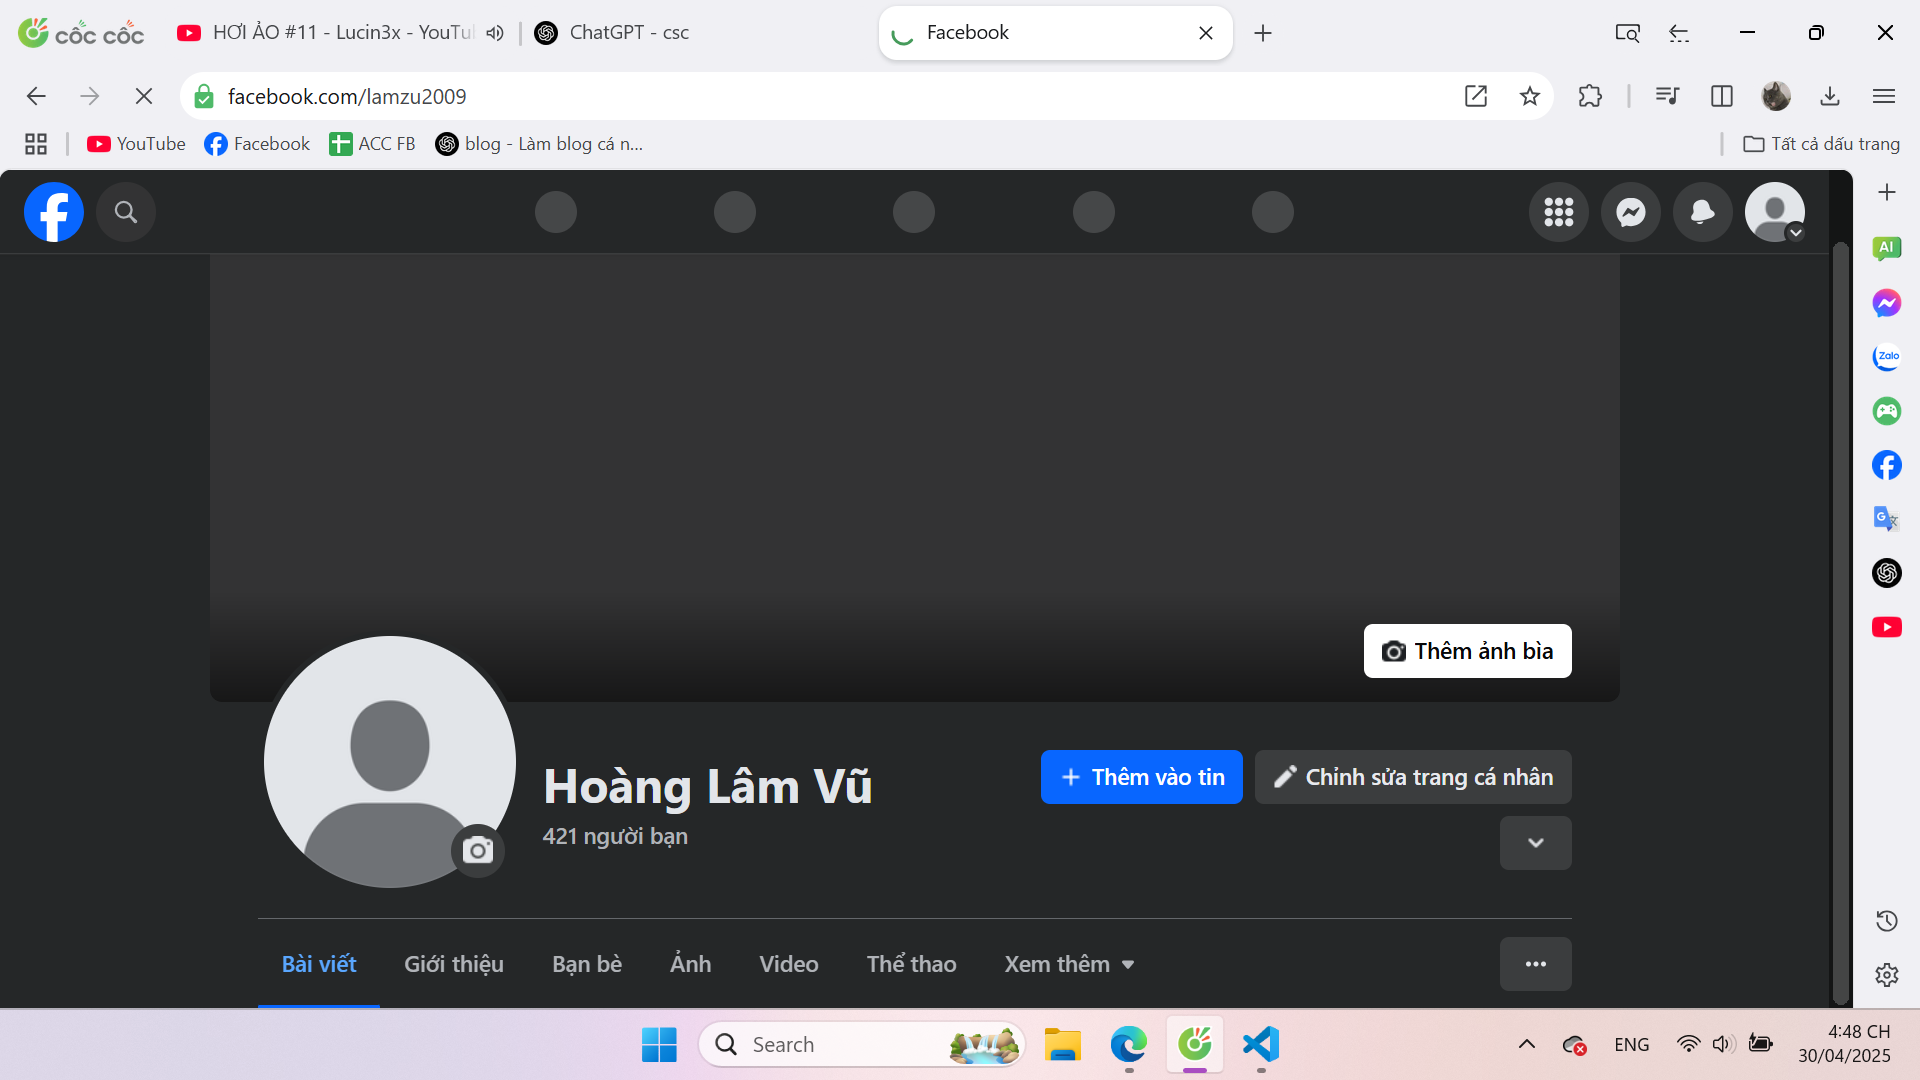 cốc cốc
HƠI ẢO #11 - Lucin3x - YouTu
ChatGPT - csc
Facebook
facebook.com/lamzu2009
YouTube
Facebook
ACC FB
blog - Làm blog cá n...
Tất cả dấu trang
AI
Zalo
Thêm ảnh bìa
Hoàng Lâm Vũ
421 người bạn
Thêm vào tin
Chỉnh sửa trang cá nhân
Bài viết
Giới thiệu
Bạn bè
Ảnh
Video
Thể thao
Xem thêm
Search
ENG
4:48 CH
30/04/2025